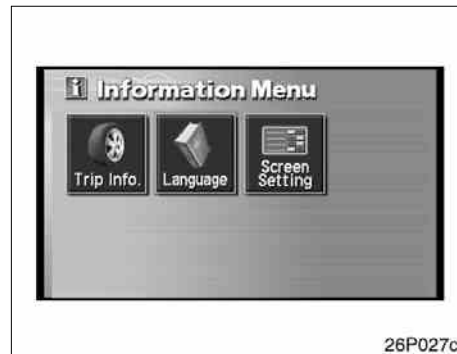 i Information Menu
Trip Info.
Language
Screen
Setting
26P027c